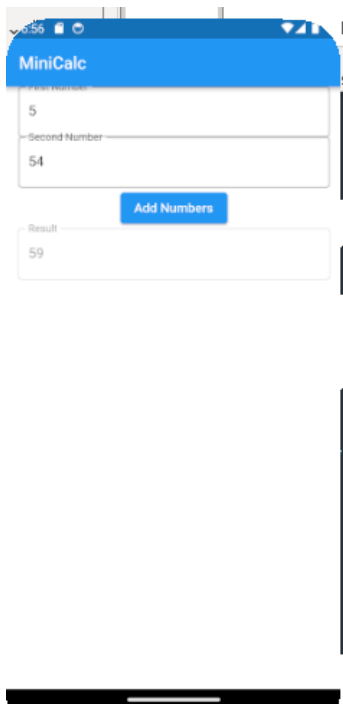 6:56
MiniCalc
First Number
5
Second Number
54
Add Numbers
Result
59